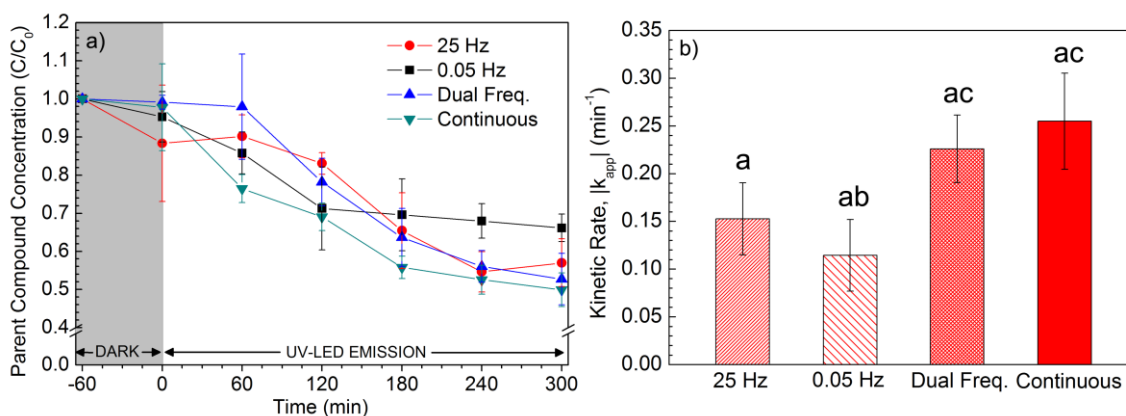 a)
25 Hz
0.05 Hz
Dual Freq.
Continuous
Parent Compound Concentration (C/C₀)
1.2
1.1
1.0
0.9
0.8
0.7
0.6
0.5
0.4
0.0
DARK
UV-LED EMISSION
-60 0 60 120 180 240 300
Time (min)
b)
Kinetic Rate, |k_app| (min⁻¹)
0.35
0.30
0.25
0.20
0.15
0.10
0.05
0.00
a
ab
ac
ac
25 Hz 0.05 Hz Dual Freq. Continuous